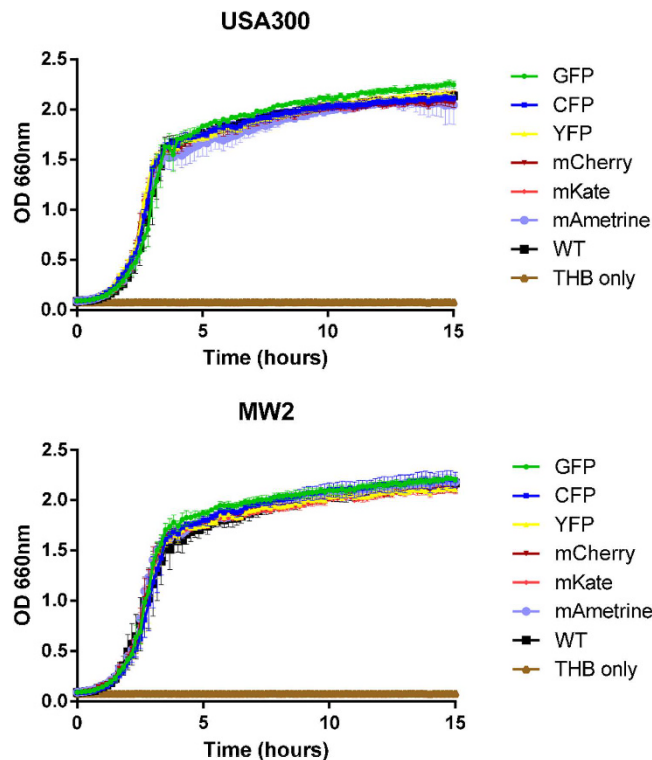 USA300
OD 660nm
2.5
2.0
1.5
1.0
0.5
0.0
0 5 10 15
Time (hours)
GFP
CFP
YFP
mCherry
mKate
mAmetrine
WT
THB only
MW2
OD 660nm
2.5
2.0
1.5
1.0
0.5
0.0
0 5 10 15
Time (hours)
GFP
CFP
YFP
mCherry
mKate
mAmetrine
WT
THB only